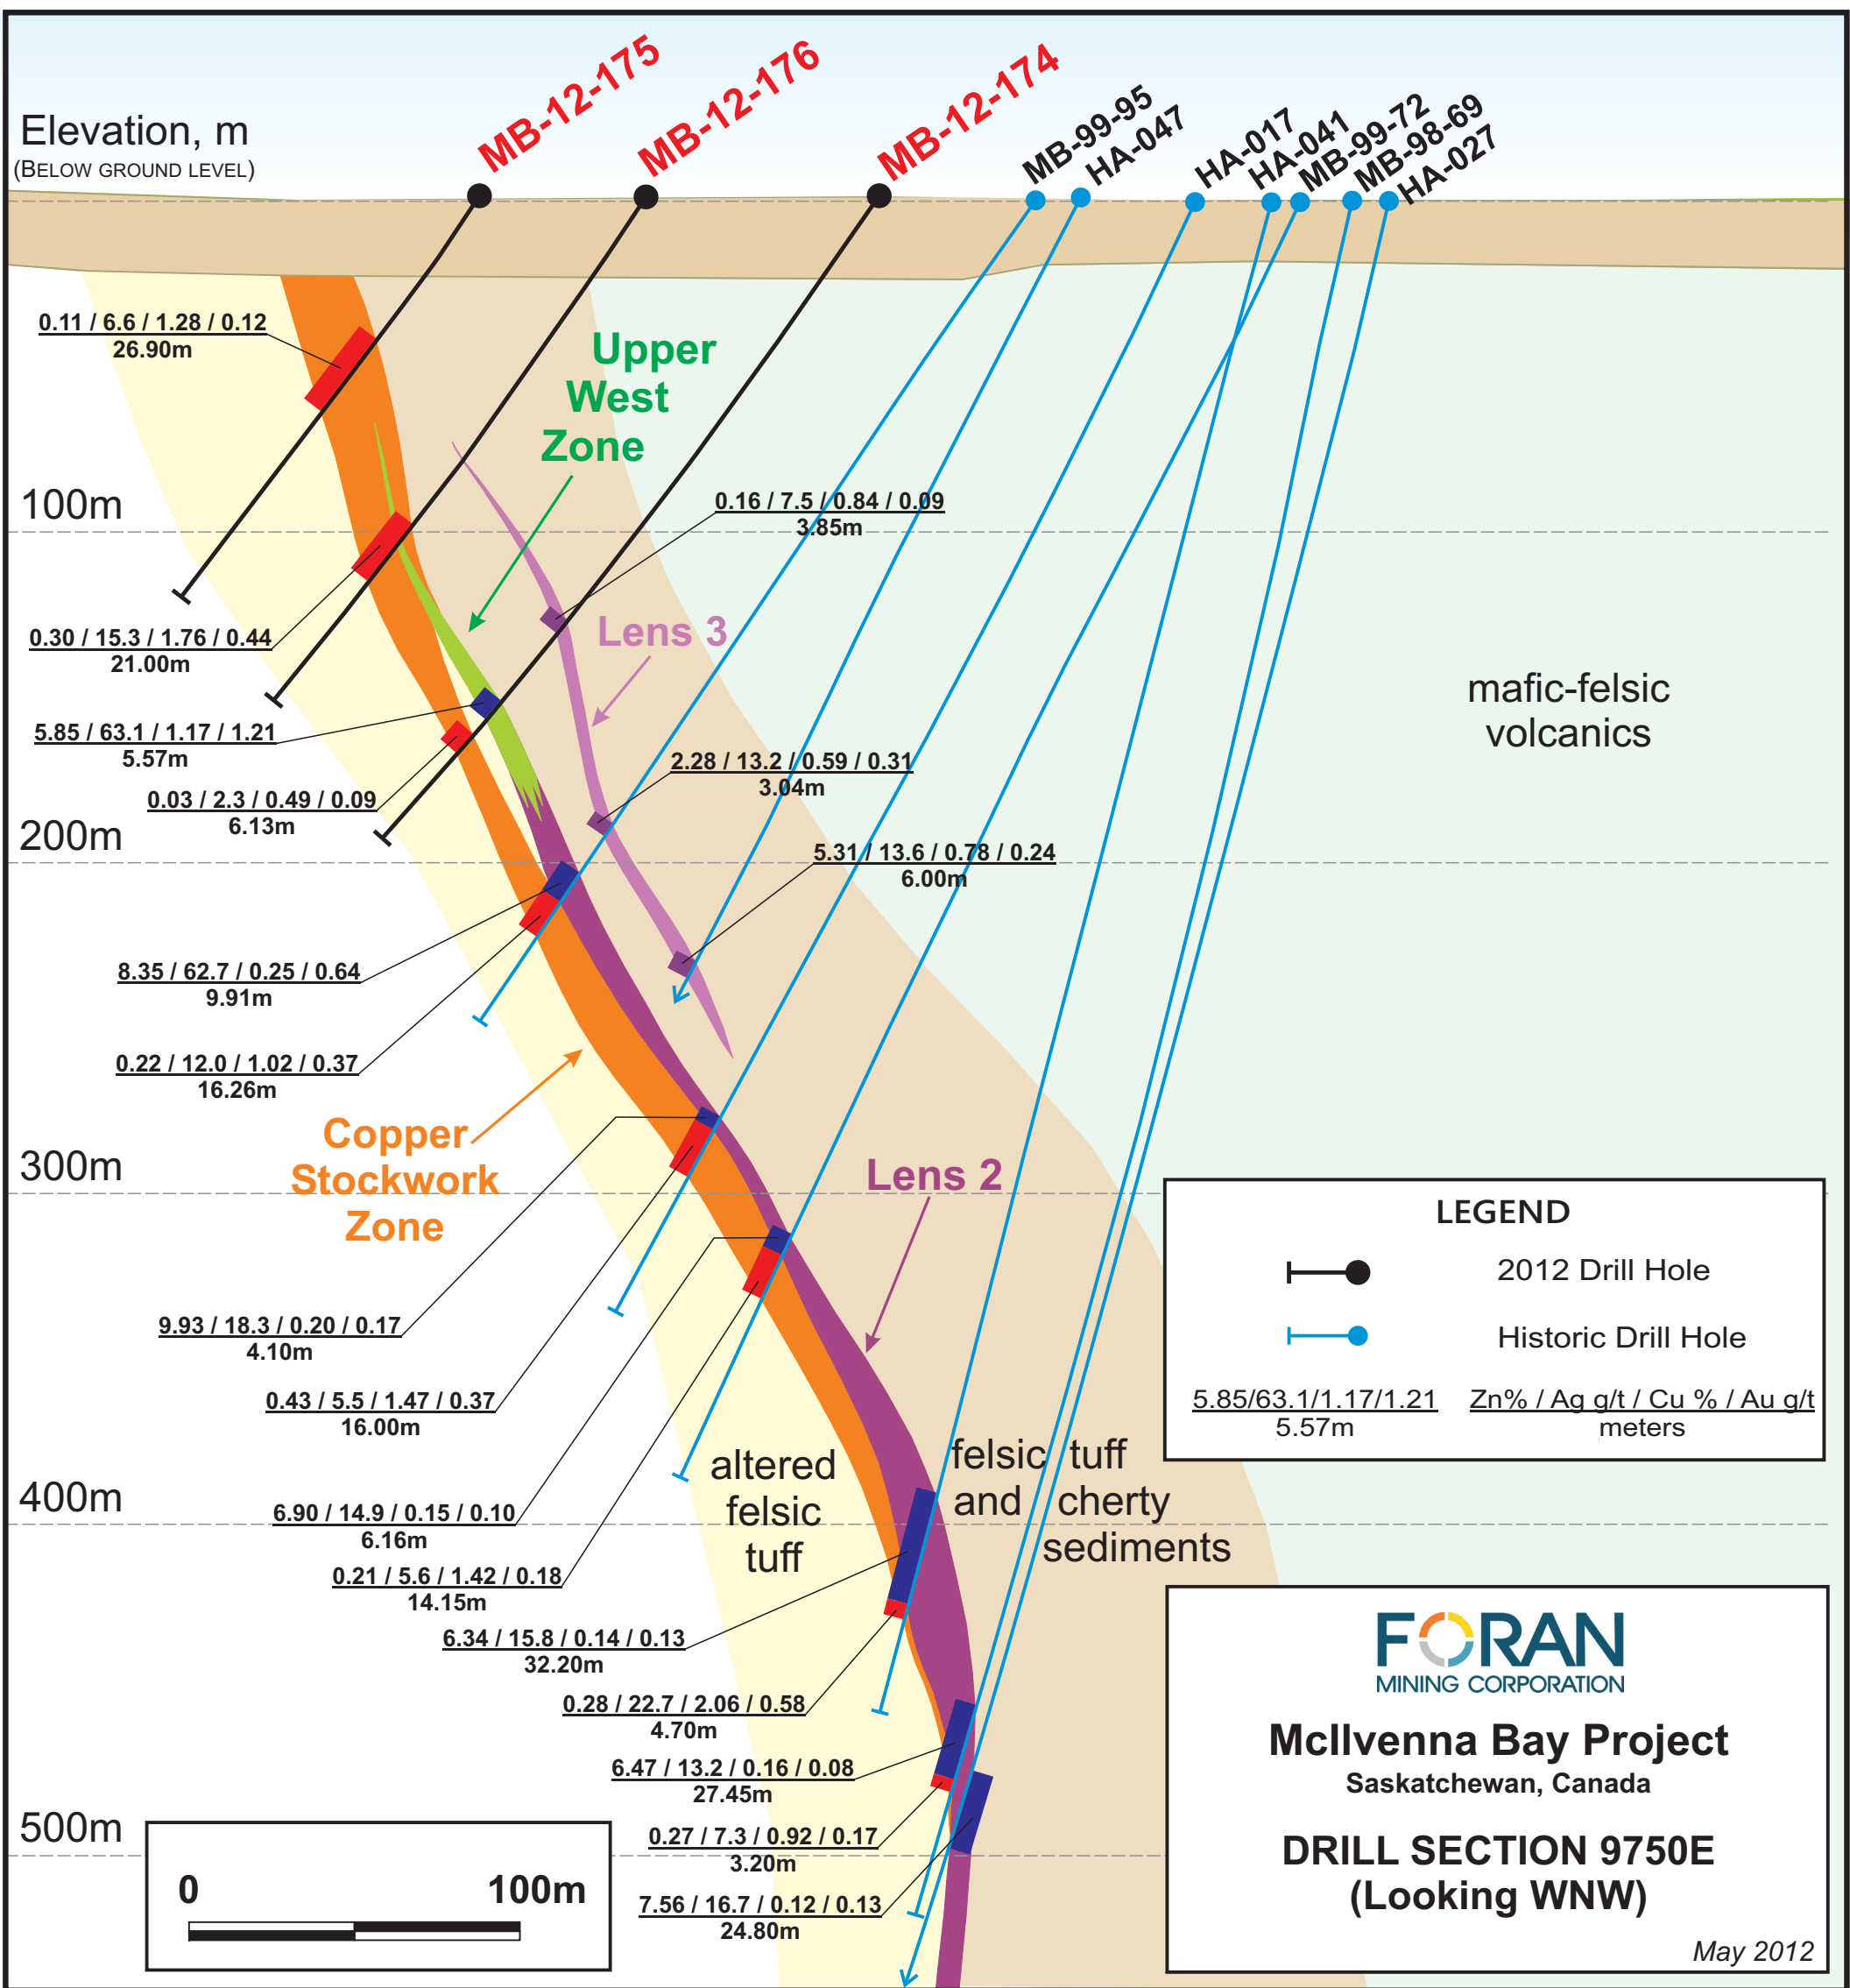 MB-12-175
MB-12-176
MB-12-174
MB-99-95
HA-047
HA-017
HA-041
MB-99-72
MB-98-69
HA-027
Elevation, m
(BELOW GROUND LEVEL)
0.11 / 6.6 / 1.28 / 0.12
26.90m
Upper
West
Zone
100m
0.16 / 7.5 / 0.84 / 0.09
3.85m
Lens 3
0.30 / 15.3 / 1.76 / 0.44
21.00m
mafic-felsic
volcanics
5.85 / 63.1 / 1.17 / 1.21
5.57m
2.28 / 13.2 / 0.59 / 0.31
3.04m
0.03 / 2.3 / 0.49 / 0.09
6.13m
200m
5.31 / 13.6 / 0.78 / 0.24
6.00m
8.35 / 62.7 / 0.25 / 0.64
9.91m
0.22 / 12.0 / 1.02 / 0.37
16.26m
Copper
Stockwork
Zone
300m
Lens 2
9.93 / 18.3 / 0.20 / 0.17
4.10m
0.43 / 5.5 / 1.47 / 0.37
16.00m
LEGEND
2012 Drill Hole
Historic Drill Hole
5.85/63.1/1.17/1.21 Zn% / Ag g/t / Cu % / Au g/t
5.57m meters
altered
felsic
tuff
felsic tuff
and cherty
sediments
400m
6.90 / 14.9 / 0.15 / 0.10
6.16m
0.21 / 5.6 / 1.42 / 0.18
14.15m
6.34 / 15.8 / 0.14 / 0.13
32.20m
0.28 / 22.7 / 2.06 / 0.58
4.70m
6.47 / 13.2 / 0.16 / 0.08
27.45m
500m
0.27 / 7.3 / 0.92 / 0.17
3.20m
7.56 / 16.7 / 0.12 / 0.13
24.80m
0 100m
FORAN
MINING CORPORATION
McIlvenna Bay Project
Saskatchewan, Canada
DRILL SECTION 9750E
(Looking WNW)
May 2012